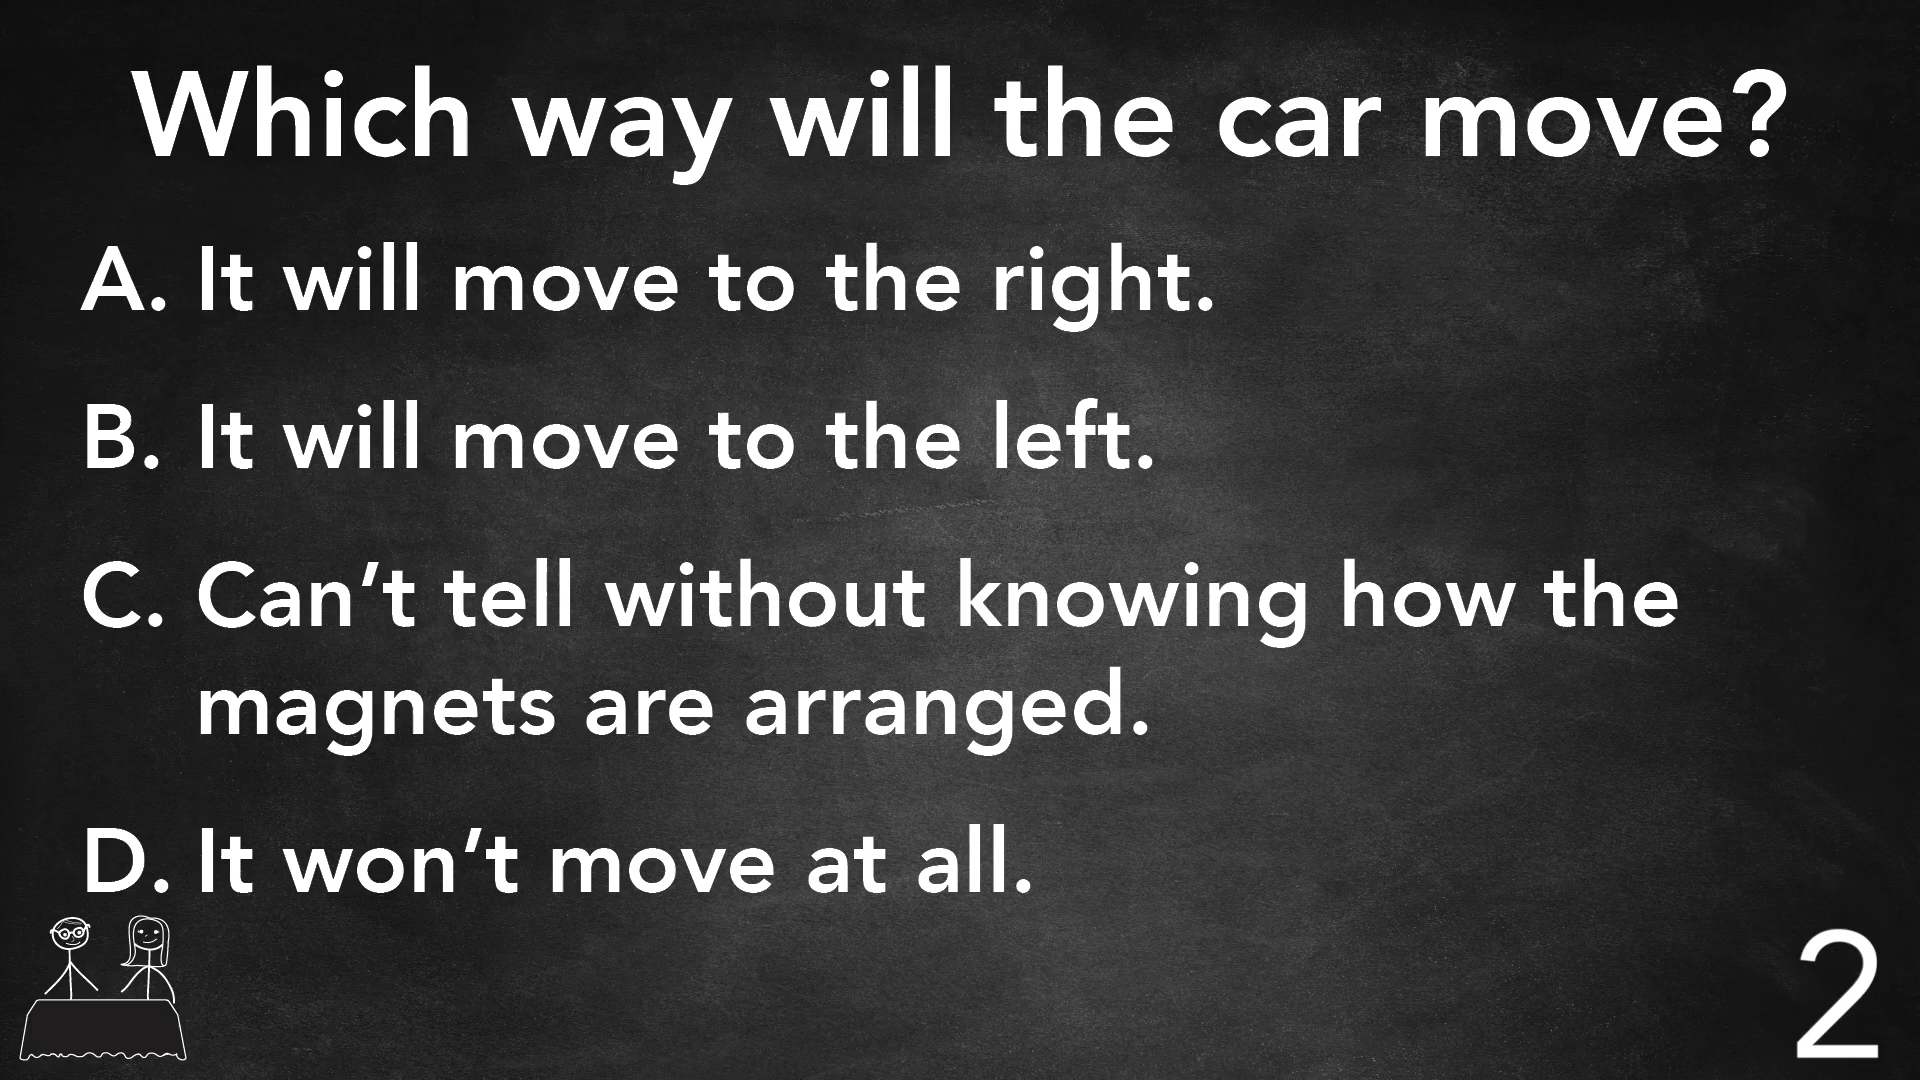 Which way will the car move?
A. It will move to the right.
B. It will move to the left.
C. Can’t tell without knowing how the
magnets are arranged.
D. It won’t move at all.
2